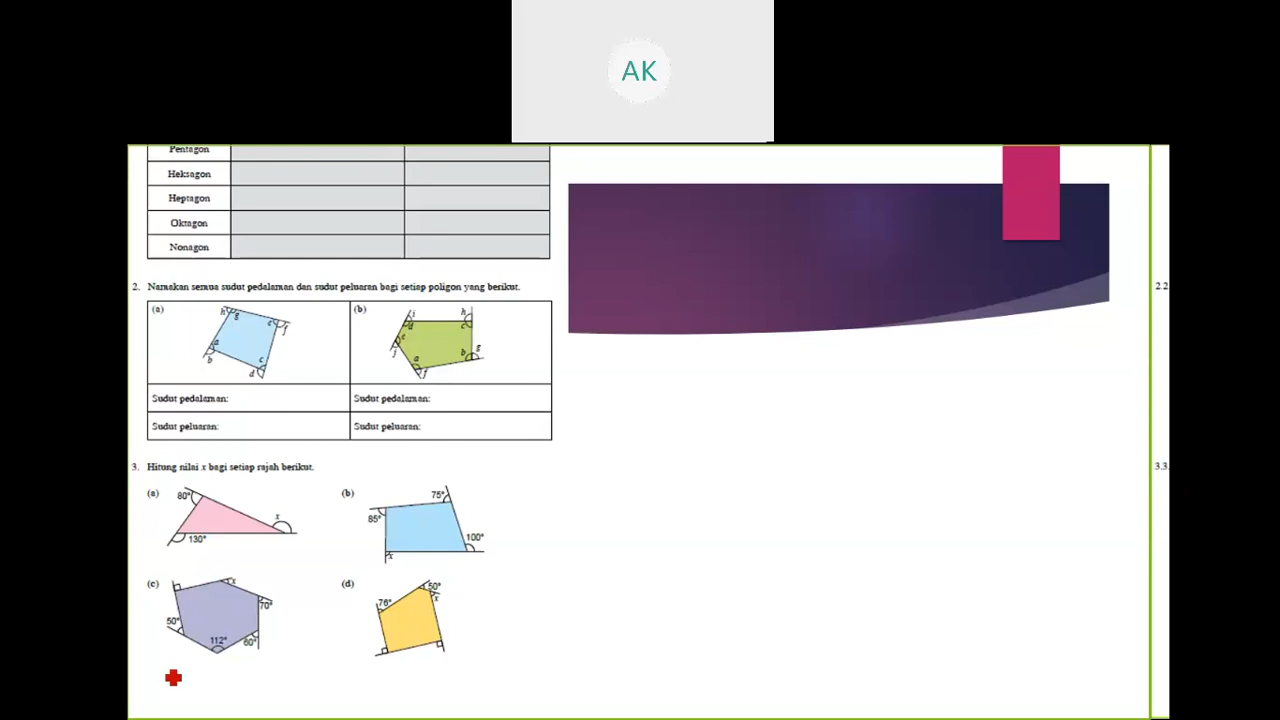 AK
Pentagon
Heksagon
Heptagon
Oktagon
Nonagon
2. Namakan semua sudut pedalaman dan sudut peluaran bagi setiap poligon yang berikut.
(a) (b)
h g e f a b c d
i h d c e j a b g f
Sudut pedalaman: Sudut pedalaman:
Sudut peluaran: Sudut peluaran:
3. Hitung nilai x bagi setiap rajah berikut.
(a) 80° x 130°
(b) 75° 85° 100° x
(c) x 70° 50° 112° 60°
(d) 50° 76° x
2 2
3.3.